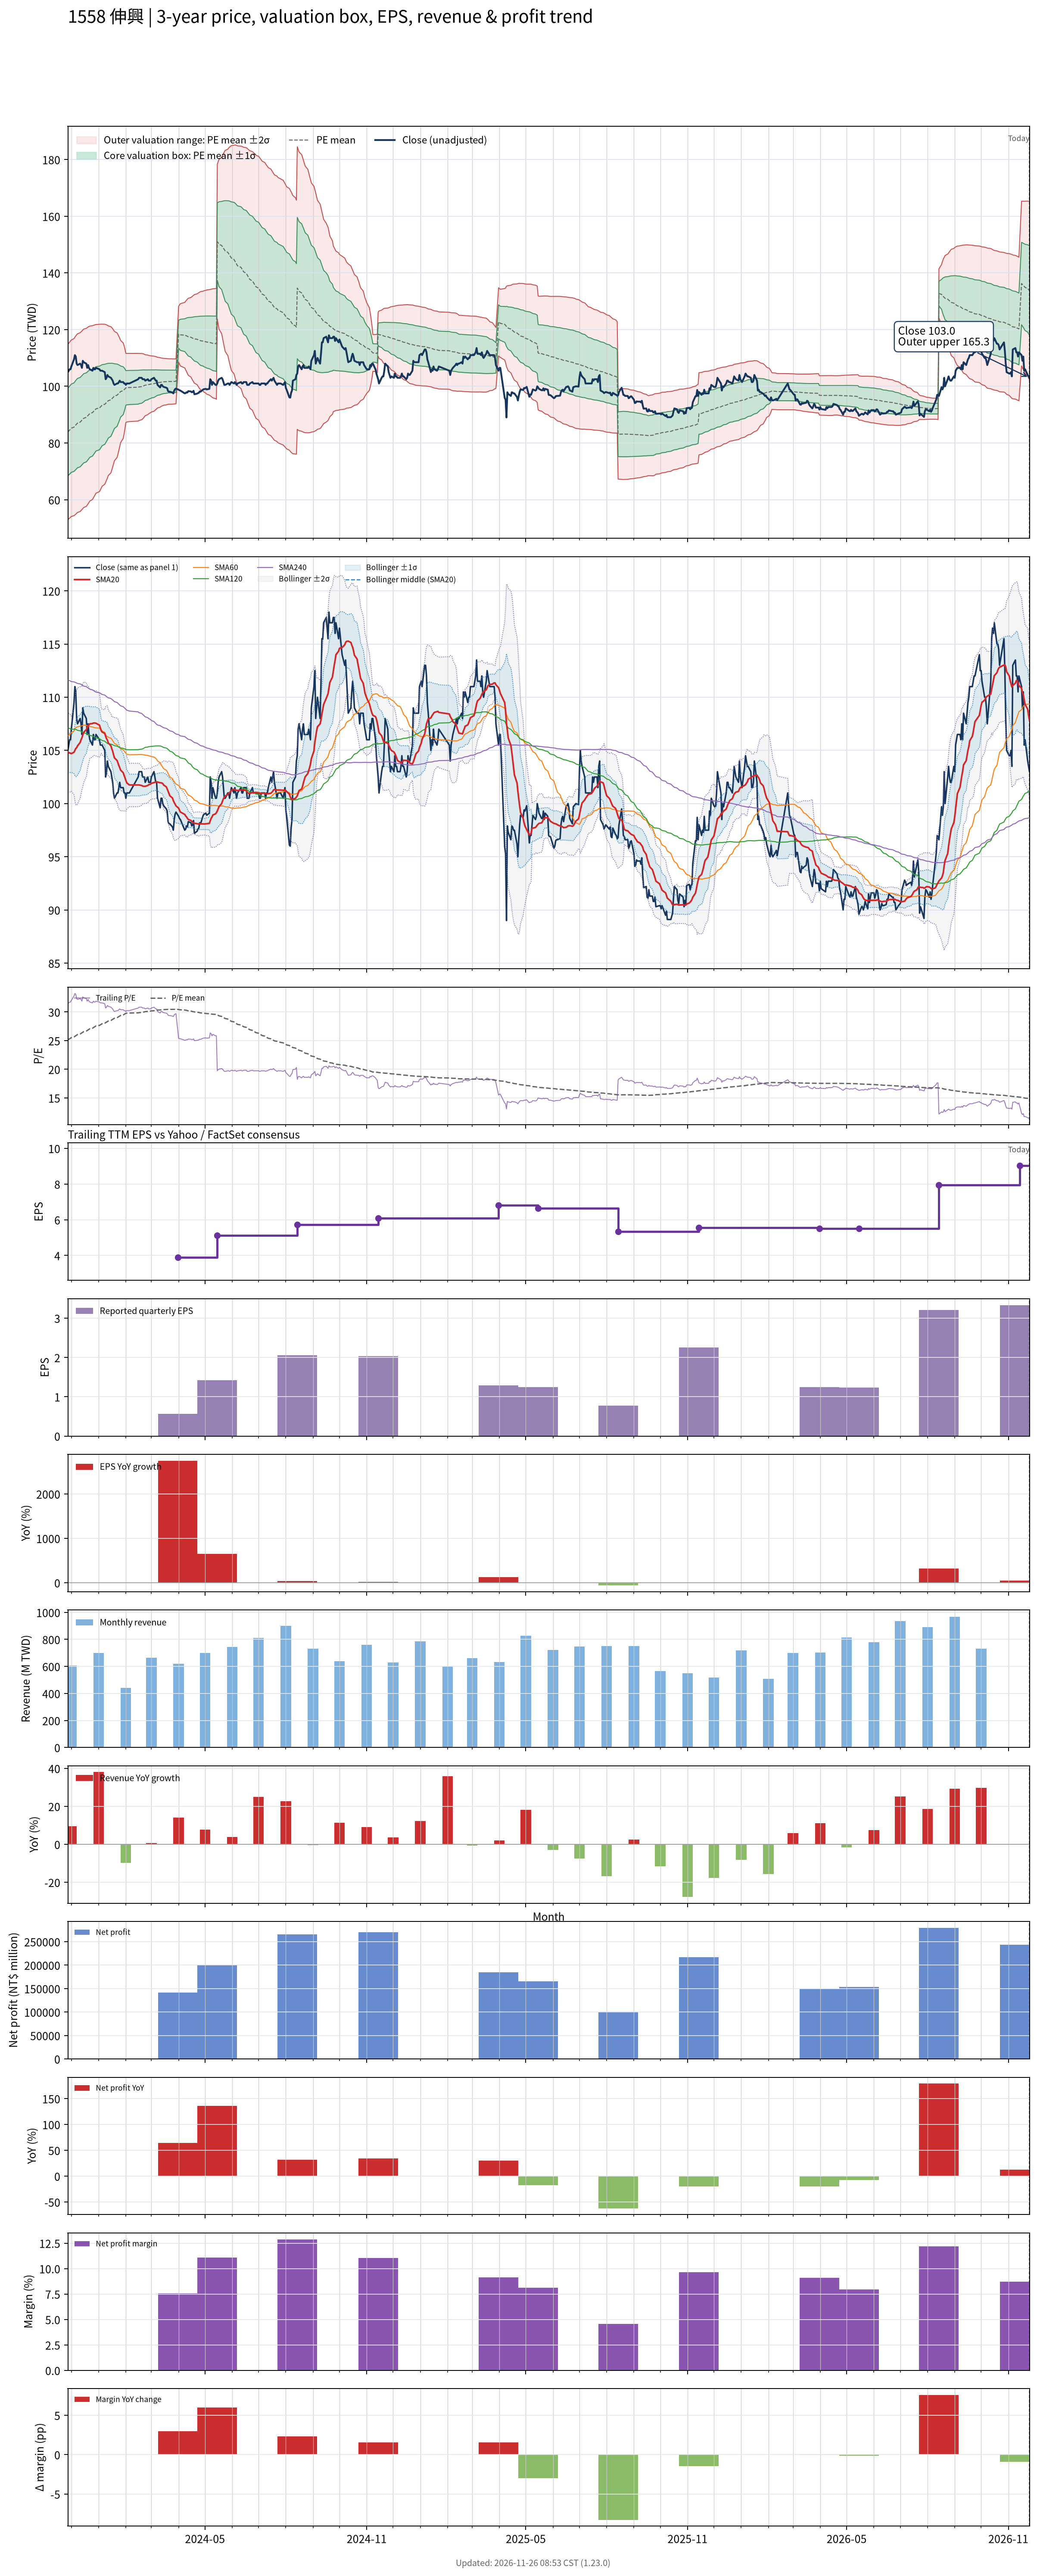 1558 伸興 | 3-year price, valuation box, EPS, revenue & profit trend
Outer valuation range: PE mean ±2σ
PE mean
Close (unadjusted)
Core valuation box: PE mean ±1σ
Today
Price (TWD)
180
160
140
120
100
80
60
Close 103.0
Outer upper 165.3
Close (same as panel 1)
SMA20
SMA60
SMA120
SMA240
Bollinger ±2σ
Bollinger ±1σ
Bollinger middle (SMA20)
Price
120
115
110
105
100
95
90
85
Trailing P/E
P/E mean
P/E
30
25
20
15
Trailing TTM EPS vs Yahoo / FactSet consensus
Today
EPS
10
8
6
4
Reported quarterly EPS
EPS
3
2
1
0
EPS YoY growth
YoY (%)
2000
1000
0
Monthly revenue
Revenue (M TWD)
1000
800
600
400
200
0
Revenue YoY growth
YoY (%)
40
20
0
-20
Month
Net profit
Net profit (NT$ million)
250000
200000
150000
100000
50000
0
Net profit YoY
YoY (%)
150
100
50
0
-50
Net profit margin
Margin (%)
12.5
10.0
7.5
5.0
2.5
0.0
Margin YoY change
Δ margin (pp)
5
0
-5
2024-05
2024-11
2025-05
2025-11
2026-05
2026-11
Updated: 2026-11-26 08:53 CST (1.23.0)